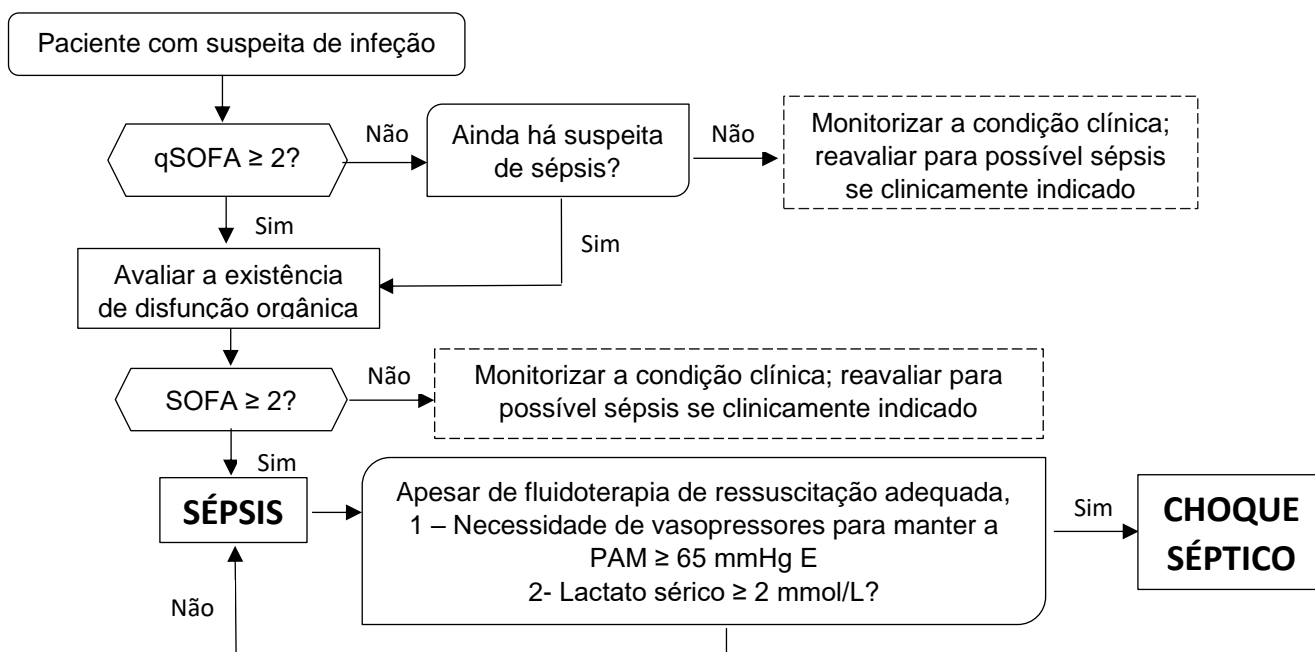 Paciente com suspeita de infeção
qSOFA ≥ 2?
Não
Ainda há suspeita
de sépsis?
Não
Monitorizar a condição clínica;
reavaliar para possível sépsis
se clinicamente indicado
Sim
Sim
Avaliar a existência
de disfunção orgânica
SOFA ≥ 2?
Não
Monitorizar a condição clínica; reavaliar para
possível sépsis se clinicamente indicado
Sim
SÉPSIS
Apesar de fluidoterapia de ressuscitação adequada,
1 – Necessidade de vasopressores para manter a
PAM ≥ 65 mmHg E
2- Lactato sérico ≥ 2 mmol/L?
Sim
CHOQUE
SÉPTICO
Não